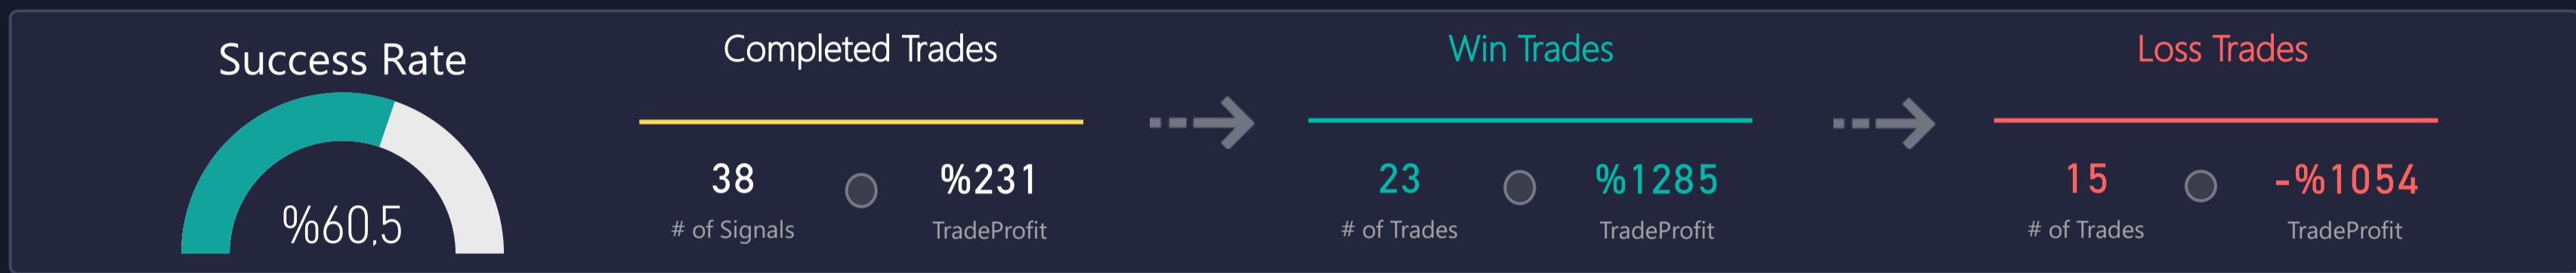 Success Rate
%60,5
Completed Trades
38
# of Signals
%231
TradeProfit
Win Trades
23
# of Trades
%1285
TradeProfit
Loss Trades
15
# of Trades
-%1054
TradeProfit